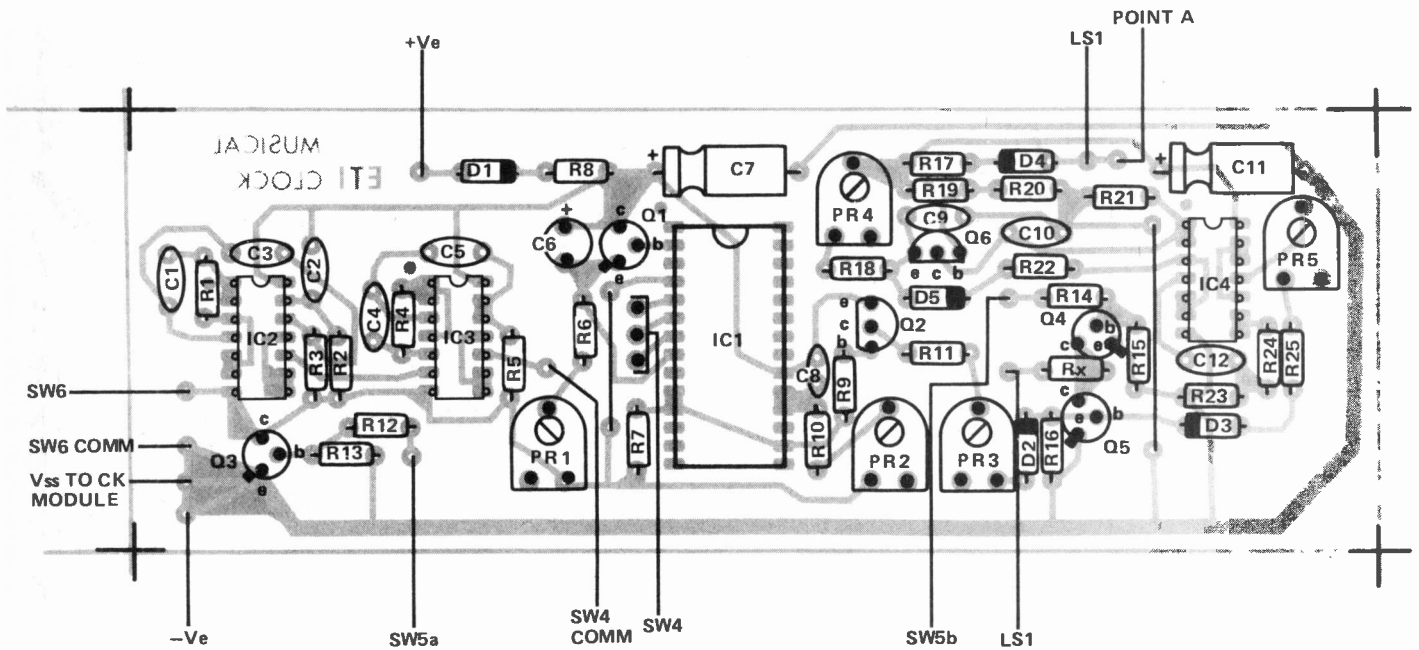 POINT A
LS1
+Ve
MUSICAL
ETI CLOCK
D1
R8
+
C7
R17
D4
+
C11
R19
R20
R21
PR4
C9
C10
PR5
C1
R1
C3
C2
C5
+
C6
c
Q1
b
e
Q6
e c b
R18
R22
IC4
C4
R4
D5
R14
e
c
b
Q2
Q4
b
c
e
R15
IC2
R3
R2
IC3
R5
R6
IC1
R11
C8
R9
Rx
C12
R24
R25
R23
SW6
c
Q3
b
e
R12
R13
PR1
R7
R10
PR2
PR3
D2
R16
c
e
b
Q5
D3
SW6 COMM
Vss TO CK
MODULE
–Ve
SW5a
SW4
COMM
SW4
SW5b
LS1